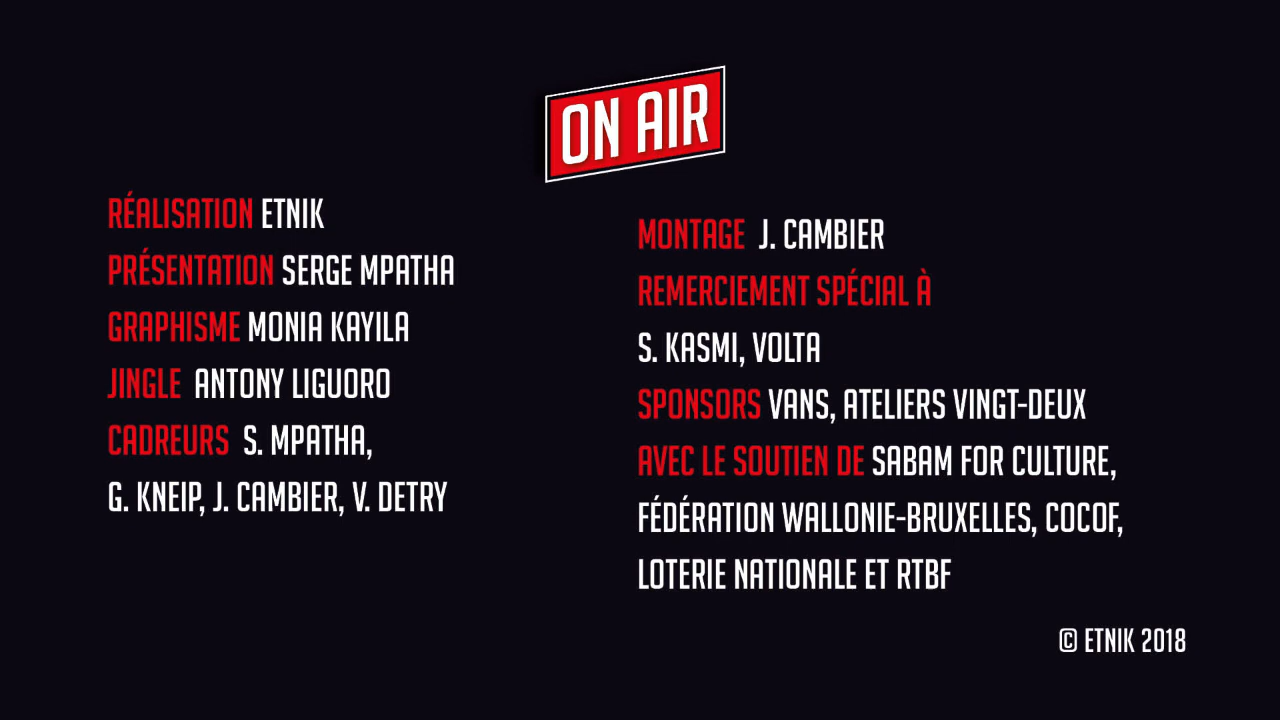 ON AIR
RÉALISATION ETNIK
PRÉSENTATION SERGE MPATHA
GRAPHISME MONIA KAYILA
JINGLE ANTONY LIGUORO
CADREURS S. MPATHA,
G. KNEIP, J. CAMBIER, V. DETRY
MONTAGE J. CAMBIER
REMERCIEMENT SPÉCIAL À
S. KASMI, VOLTA
SPONSORS VANS, ATELIERS VINGT-DEUX
AVEC LE SOUTIEN DE SABAM FOR CULTURE,
FÉDÉRATION WALLONIE-BRUXELLES, COCOF,
LOTERIE NATIONALE ET RTBF
© ETNIK 2018